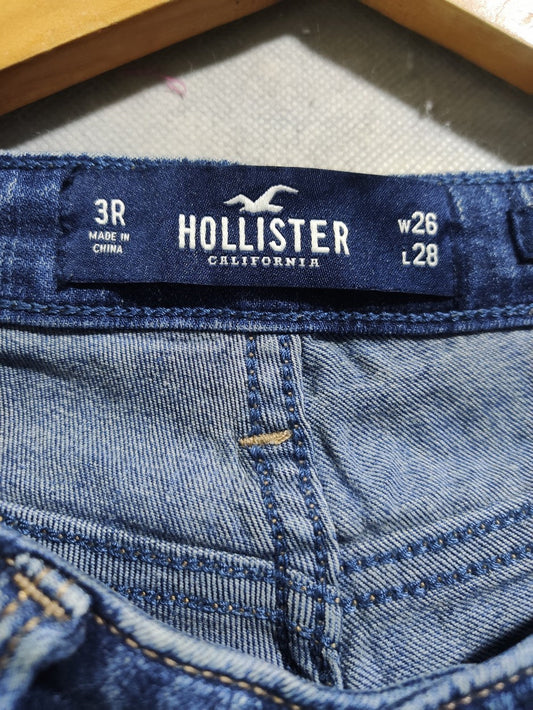 3R
MADE IN
CHINA
HOLLISTER
CALIFORNIA
W26
L28